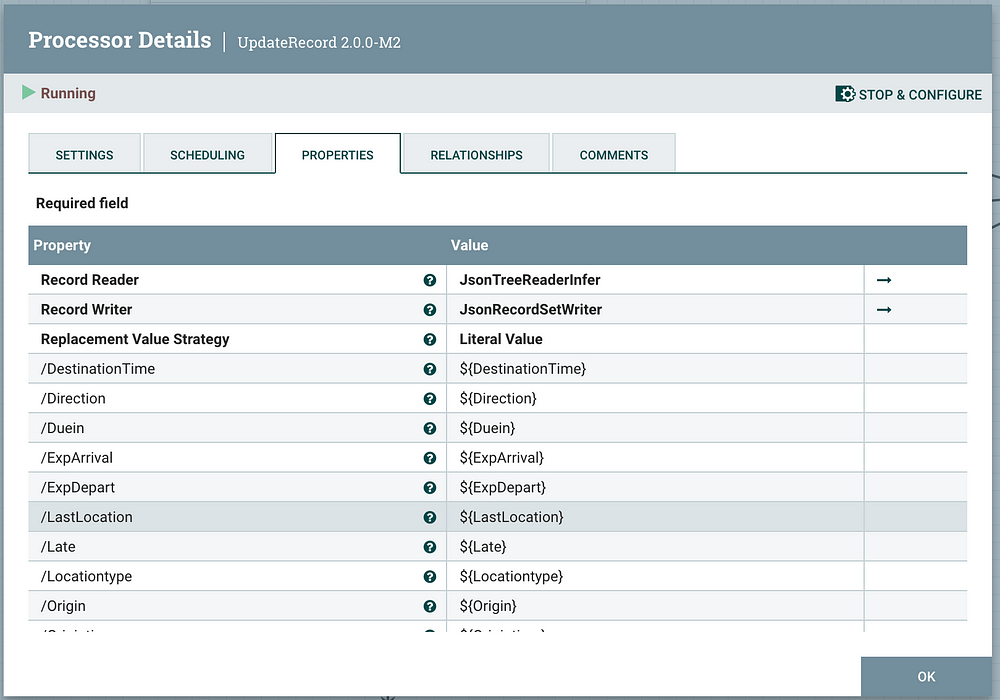 Processor Details | UpdateRecord 2.0.0-M2
Running
STOP & CONFIGURE
SETTINGS SCHEDULING PROPERTIES RELATIONSHIPS COMMENTS
Required field
Property Value
Record Reader JsonTreeReaderInfer
Record Writer JsonRecordSetWriter
Replacement Value Strategy Literal Value
/DestinationTime ${DestinationTime}
/Direction ${Direction}
/Duein ${Duein}
/ExpArrival ${ExpArrival}
/ExpDepart ${ExpDepart}
/LastLocation ${LastLocation}
/Late ${Late}
/Locationtype ${Locationtype}
/Origin ${Origin}
OK